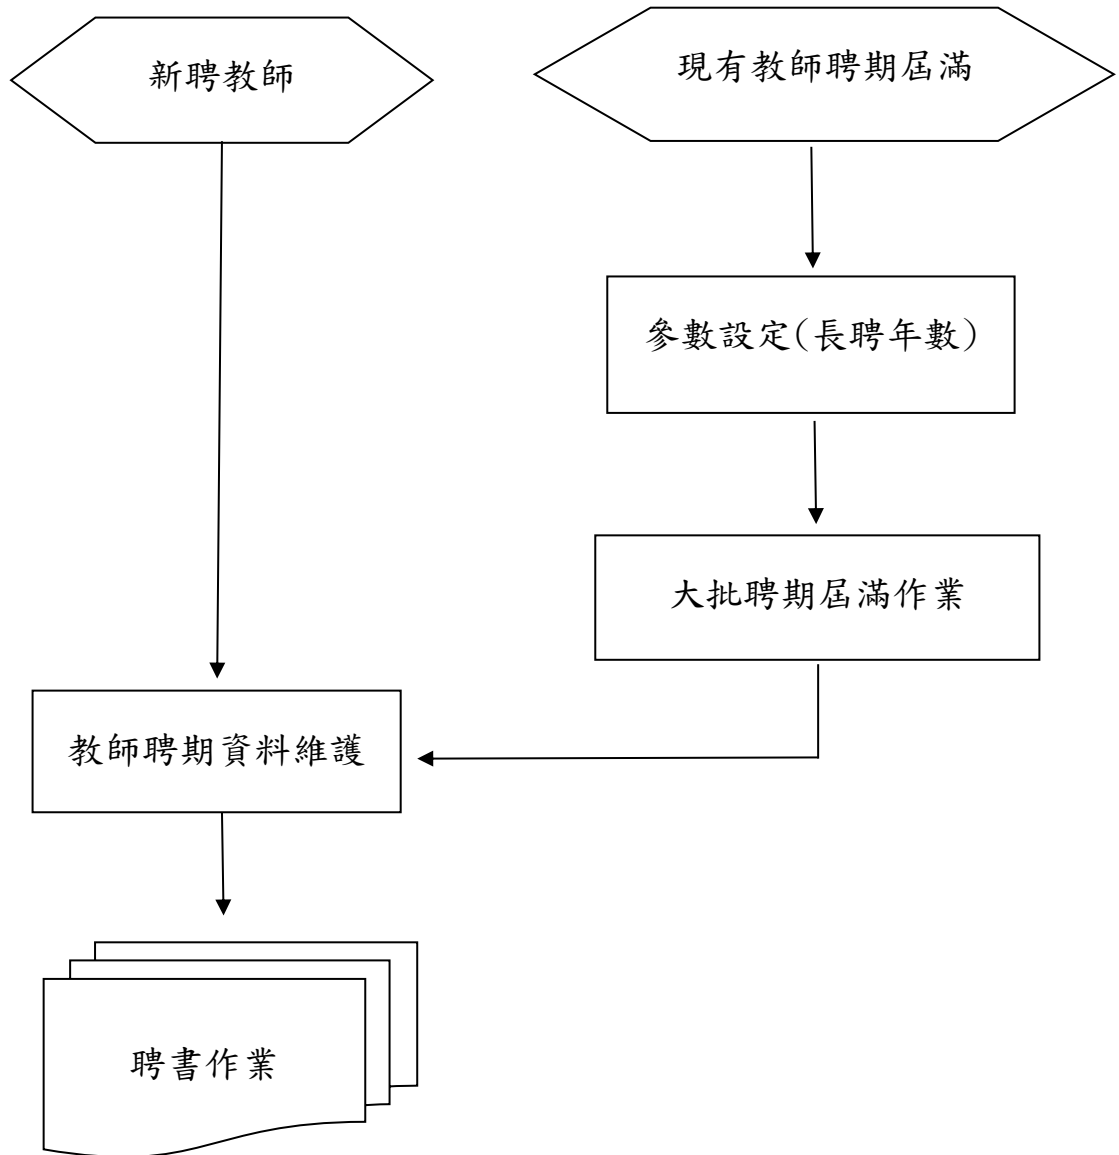 新聘教師
現有教師聘期屆滿
參數設定(長聘年數)
大批聘期屆滿作業
教師聘期資料維護
聘書作業